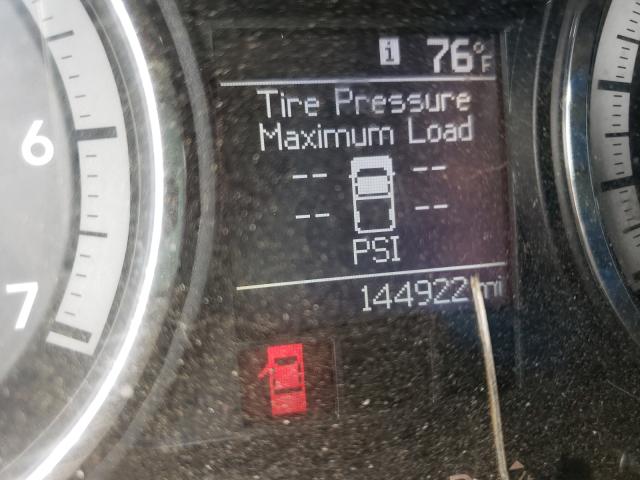 i 76°F
Tire Pressure
Maximum Load
-- --
-- --
PSI
144922 mi
6
7